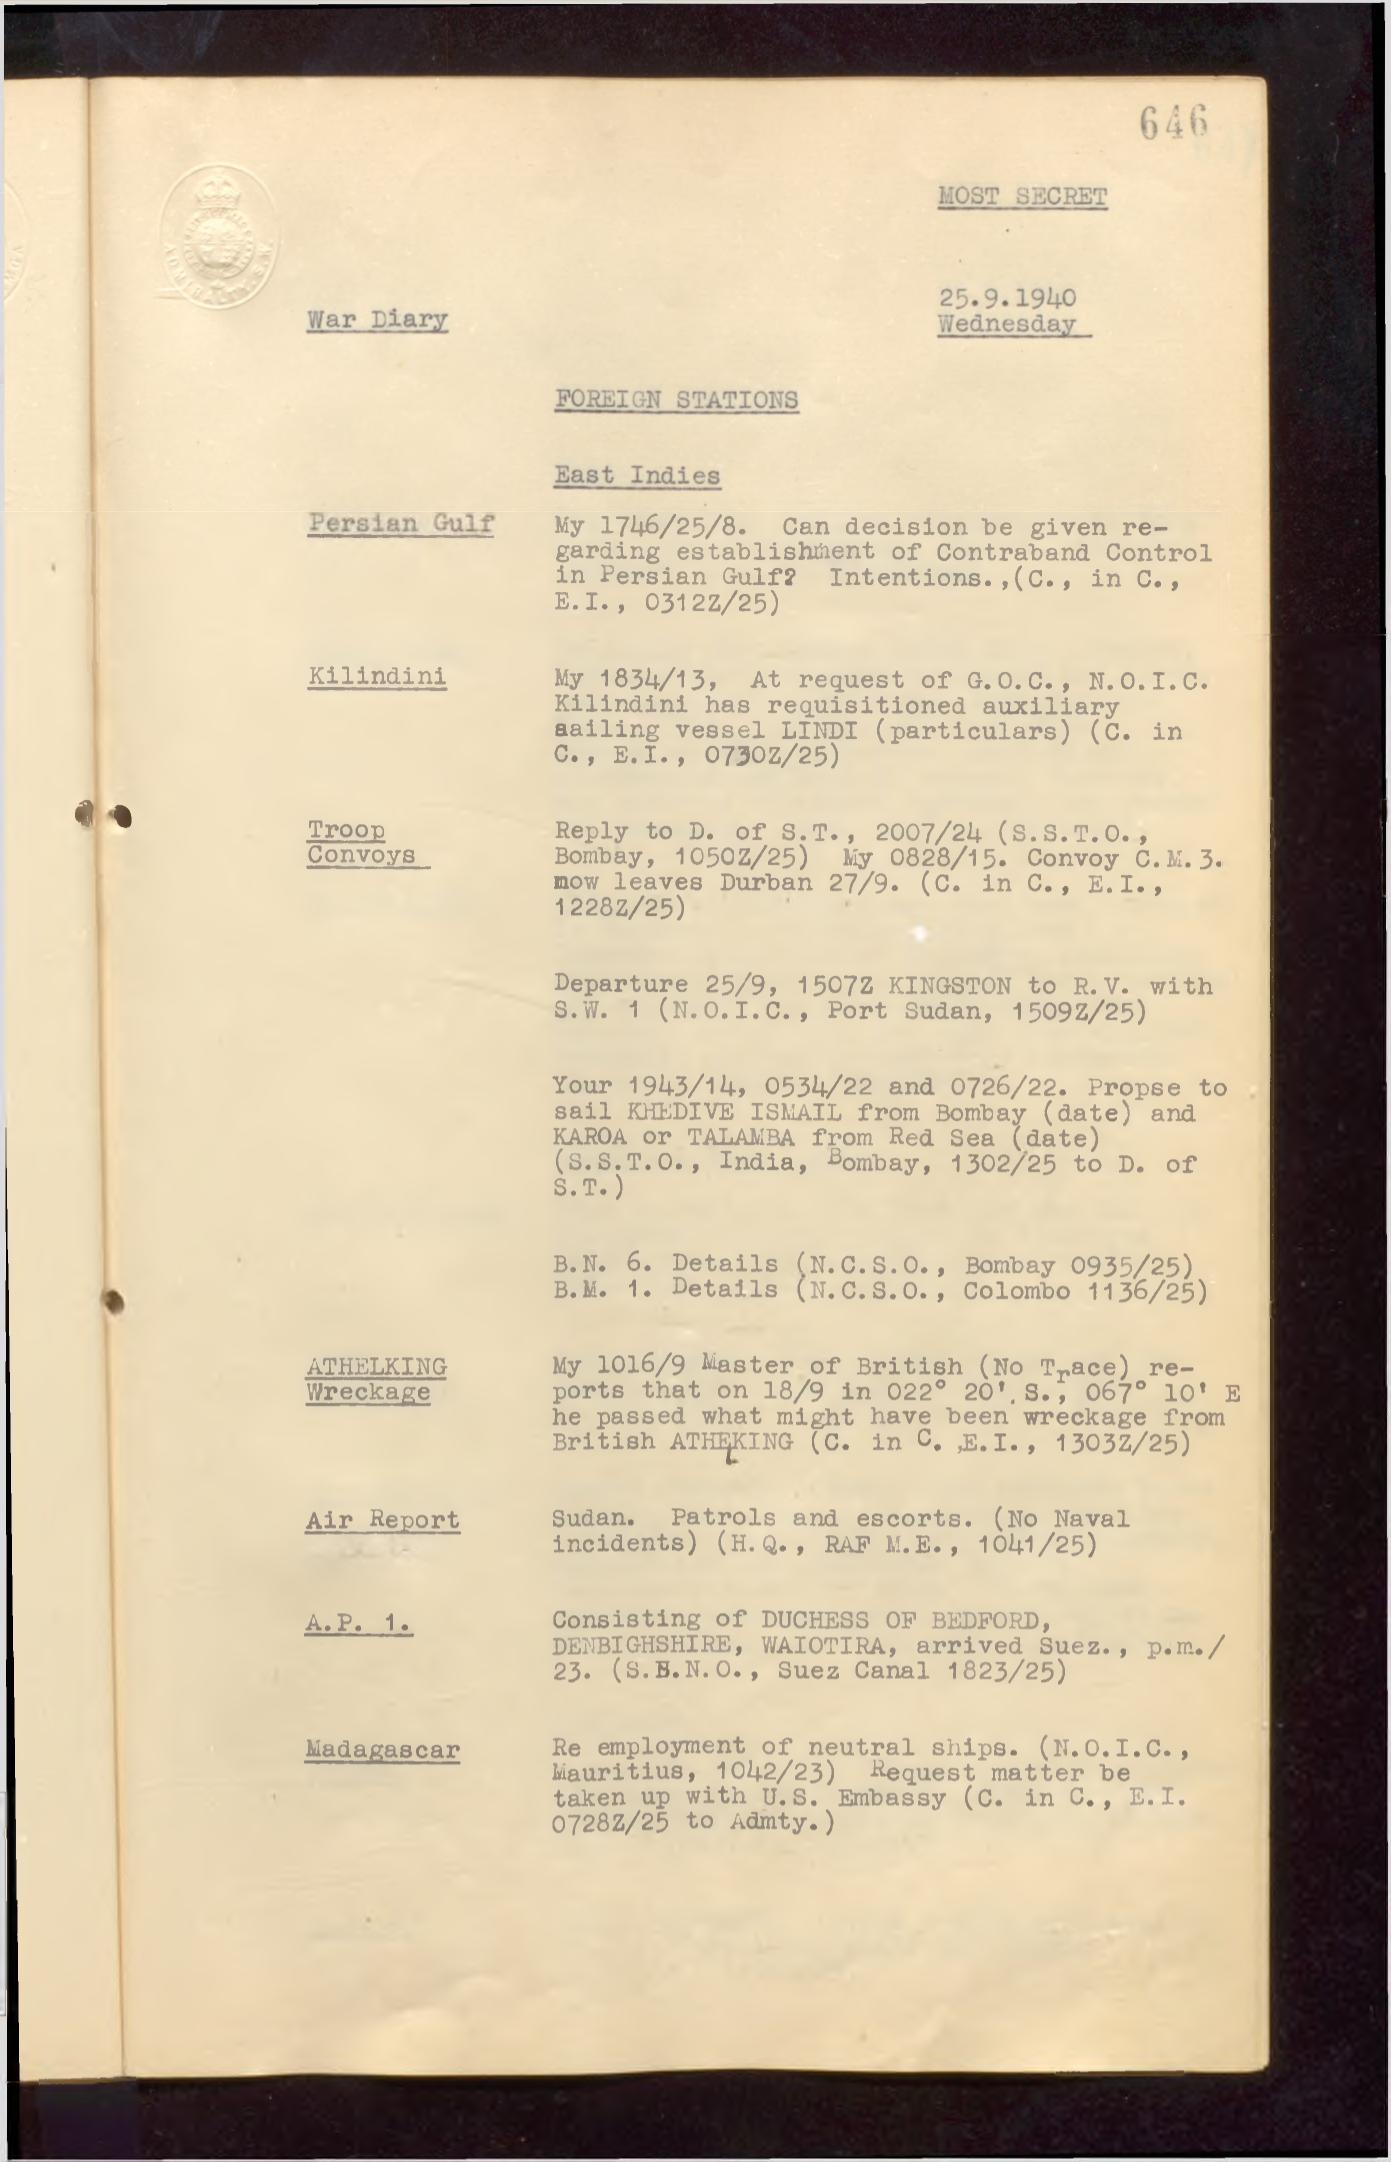 646
MOST SECRET
ADMIRALTY. S.W.
25.9.1940
War Diary
Wednesday
FOREIGN STATIONS
East Indies
Persian Gulf
My 1746/25/8. Can decision be given re-
garding establishment of Contraband Control
in Persian Gulf? Intentions.,(C., in C.,
E.I., 0312Z/25)
Kilindini
My 1834/13, At request of G.O.C., N.O.I.C.
Kilindini has requisitioned auxiliary
sailing vessel LINDI (particulars) (C. in
C., E.I., 0730Z/25)
Troop
Convoys
Reply to D. of S.T., 2007/24 (S.S.T.O.,
Bombay, 1050Z/25) My 0828/15. Convoy C.M.3.
now leaves Durban 27/9. (C. in C., E.I.,
1228Z/25)
Departure 25/9, 1507Z KINGSTON to R.V. with
S.W. 1 (N.O.I.C., Port Sudan, 1509Z/25)
Your 1943/14, 0534/22 and 0726/22. Propse to
sail KHEDIVE ISMAIL from Bombay (date) and
KAROA or TALAMBA from Red Sea (date)
(S.S.T.O., India, Bombay, 1302/25 to D. of
S.T.)
B.N. 6. Details (N.C.S.O., Bombay 0935/25)
B.M. 1. Details (N.C.S.O., Colombo 1136/25)
ATHELKING
Wreckage
My 1016/9 Master of British (No Trace) re-
ports that on 18/9 in 022° 20'. S., 067° 10' E
he passed what might have been wreckage from
British ATHEKING (C. in C. ,E.I., 1303Z/25)
L
Air Report
Sudan. Patrols and escorts. (No Naval
incidents) (H.Q., RAF M.E., 1041/25)
A.P. 1.
Consisting of DUCHESS OF BEDFORD,
DENBIGHSHIRE, WAIOTIRA, arrived Suez., p.m./
23. (S.B.N.O., Suez Canal 1823/25)
Madagascar
Re employment of neutral ships. (N.O.I.C.,
Mauritius, 1042/23) Request matter be
taken up with U.S. Embassy (C. in C., E.I.
0728Z/25 to Admty.)